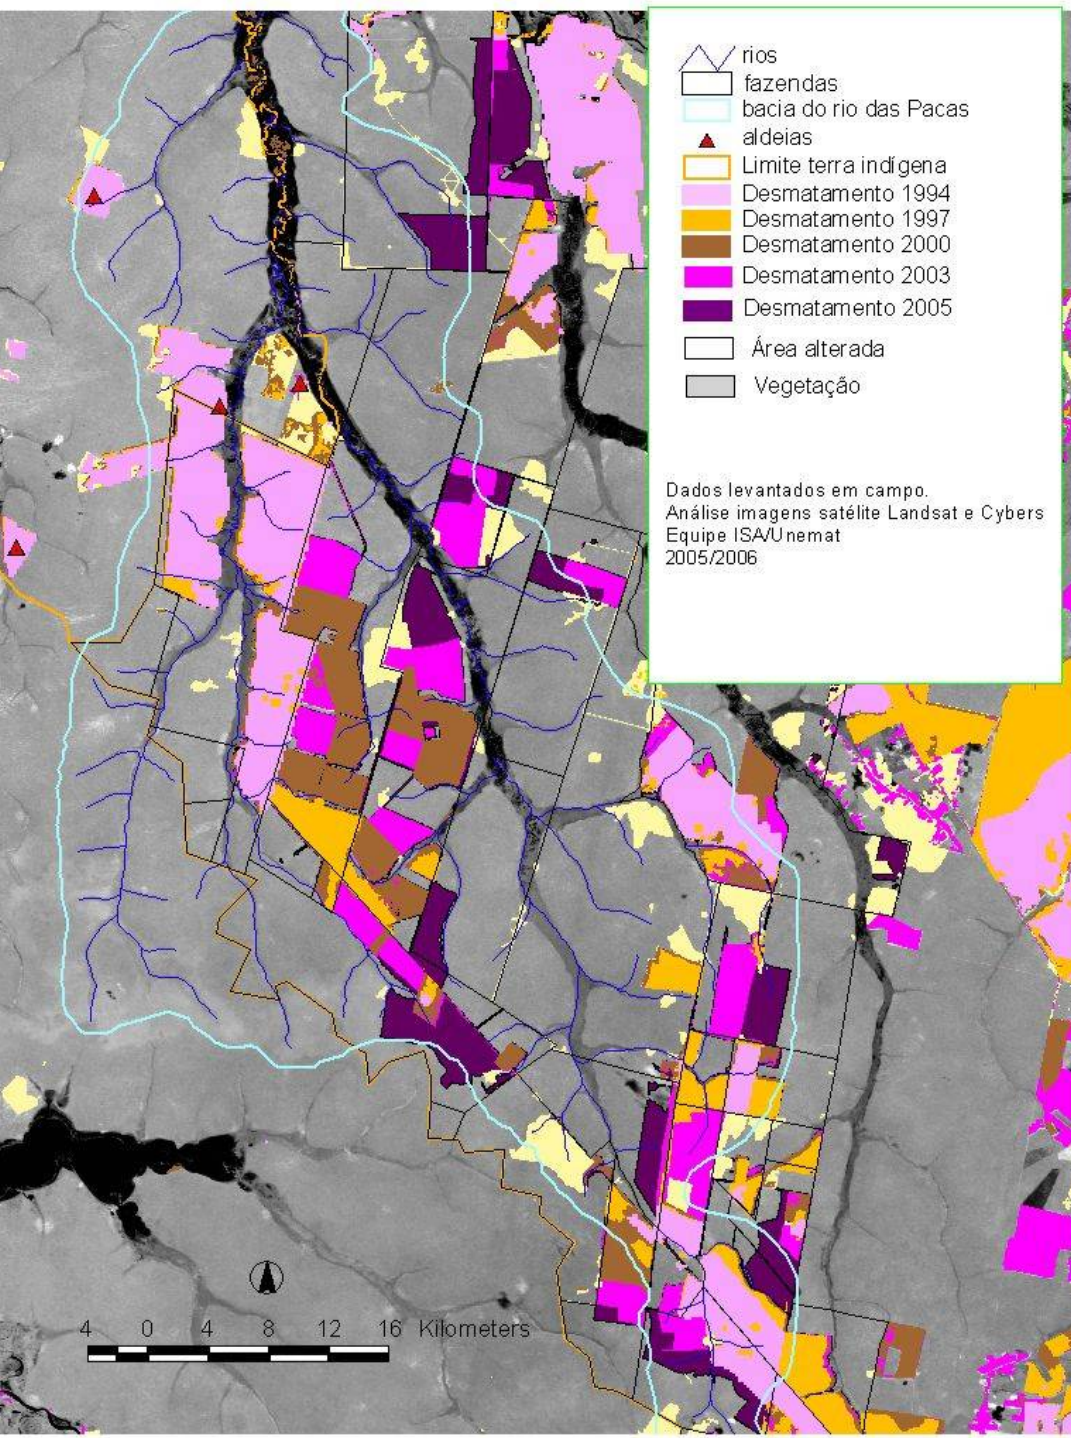 rios
fazendas
bacia do rio das Pacas
aldeias
Limite terra indígena
Desmatamento 1994
Desmatamento 1997
Desmatamento 2000
Desmatamento 2003
Desmatamento 2005
Área alterada
Vegetação
Dados levantados em campo.
Análise imagens satélite Landsat e Cybers
Equipe ISA/Unemat
2005/2006
4 0 4 8 12 16 Kilometers